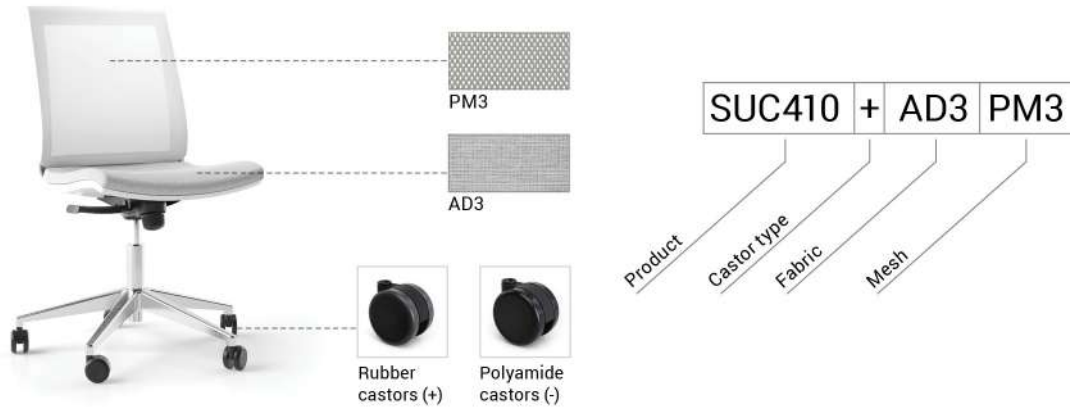 PM3
AD3
Rubber
castors (+)
Polyamide
castors (-)
SUC410 + AD3 PM3
Product
Castor type
Fabric
Mesh